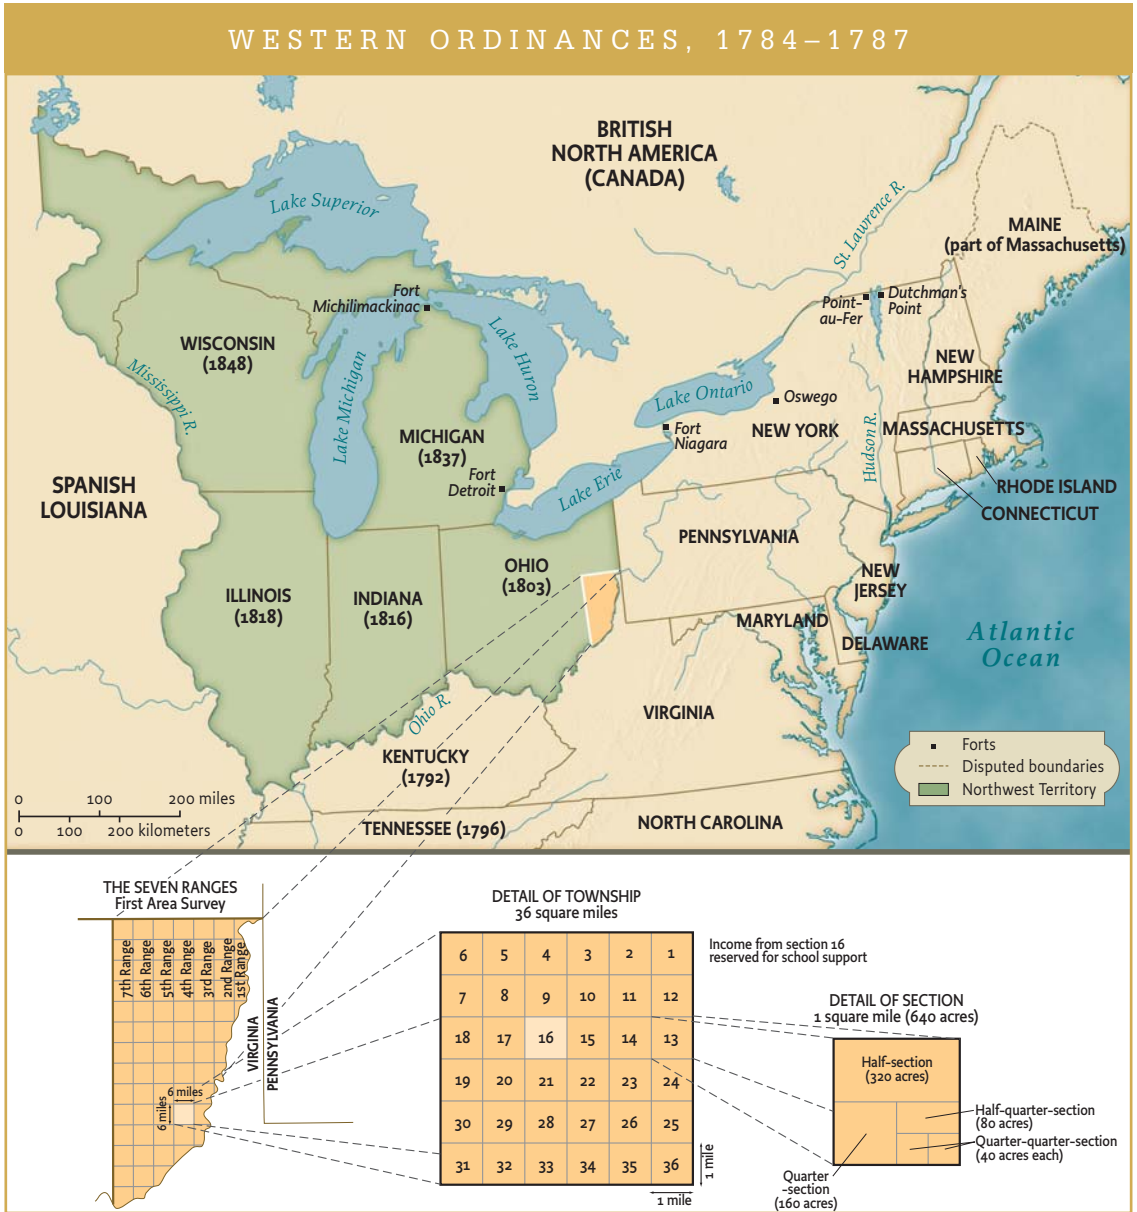 WESTERN ORDINANCES, 1784–1787
BRITISH
NORTH AMERICA
(CANADA)
Lake Superior
St. Lawrence R.
MAINE
(part of Massachusetts)
Fort
Michilimackinac
Point-
au-Fer
Dutchman's
Point
WISCONSIN
(1848)
Lake Huron
NEW
HAMPSHIRE
Mississippi R.
Lake Michigan
Lake Ontario
Oswego
Fort
Niagara
NEW YORK
Hudson R.
MASSACHUSETTS
MICHIGAN
(1837)
Fort
Detroit
Lake Erie
SPANISH
LOUISIANA
RHODE ISLAND
CONNECTICUT
PENNSYLVANIA
OHIO
(1803)
NEW
JERSEY
ILLINOIS
(1818)
INDIANA
(1816)
MARYLAND
DELAWARE
Atlantic
Ocean
Ohio R.
VIRGINIA
KENTUCKY
(1792)
TENNESSEE (1796)
NORTH CAROLINA
Forts
Disputed boundaries
Northwest Territory
0 100 200 miles
0 100 200 kilometers
THE SEVEN RANGES
First Area Survey
7th Range
6th Range
5th Range
4th Range
3rd Range
2nd Range
1st Range
VIRGINIA
PENNSYLVANIA
6 miles
6 miles
DETAIL OF TOWNSHIP
36 square miles
6 5 4 3 2 1
7 8 9 10 11 12
18 17 16 15 14 13
19 20 21 22 23 24
30 29 28 27 26 25
31 32 33 34 35 36
1 mile
1 mile
Income from section 16
reserved for school support
DETAIL OF SECTION
1 square mile (640 acres)
Half-section
(320 acres)
Half-quarter-section
(80 acres)
Quarter-quarter-section
(40 acres each)
Quarter
-section
(160 acres)